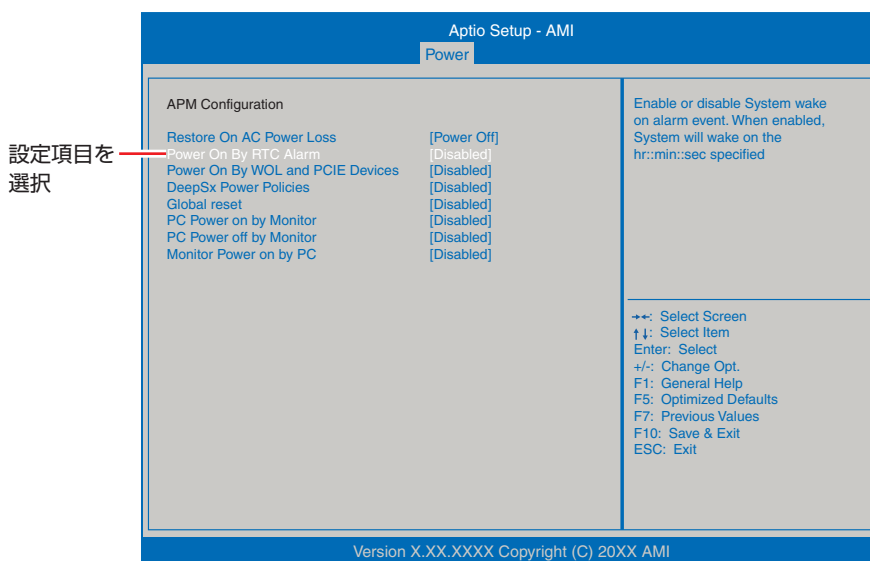 Aptio Setup - AMI
Power
設定項目を
選択
APM Configuration
Restore On AC Power Loss [Power Off]
Power On By RTC Alarm [Disabled]
Power On By WOL and PCIE Devices [Disabled]
DeepSx Power Policies [Disabled]
Global reset [Disabled]
PC Power on by Monitor [Disabled]
PC Power off by Monitor [Disabled]
Monitor Power on by PC [Disabled]
Enable or disable System wake
on alarm event. When enabled,
System will wake on the
hr::min::sec specified
→←: Select Screen
↑↓: Select Item
Enter: Select
+/-: Change Opt.
F1: General Help
F5: Optimized Defaults
F7: Previous Values
F10: Save & Exit
ESC: Exit
Version X.XX.XXXX Copyright (C) 20XX AMI